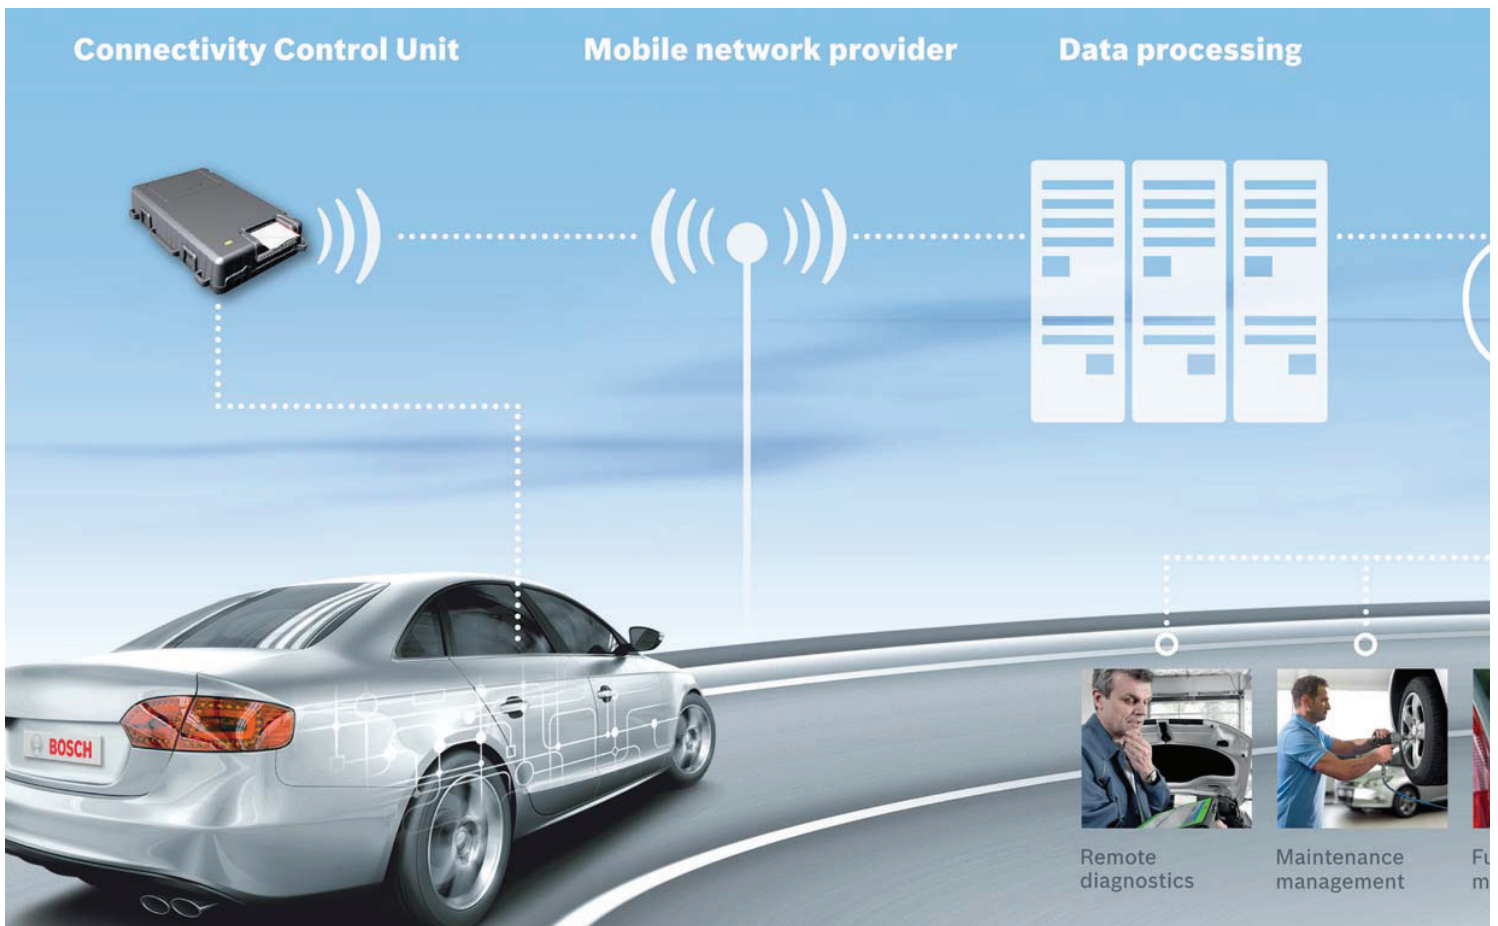 Connectivity Control Unit
Mobile network provider
Data processing
BOSCH
Remote
diagnostics
Maintenance
management